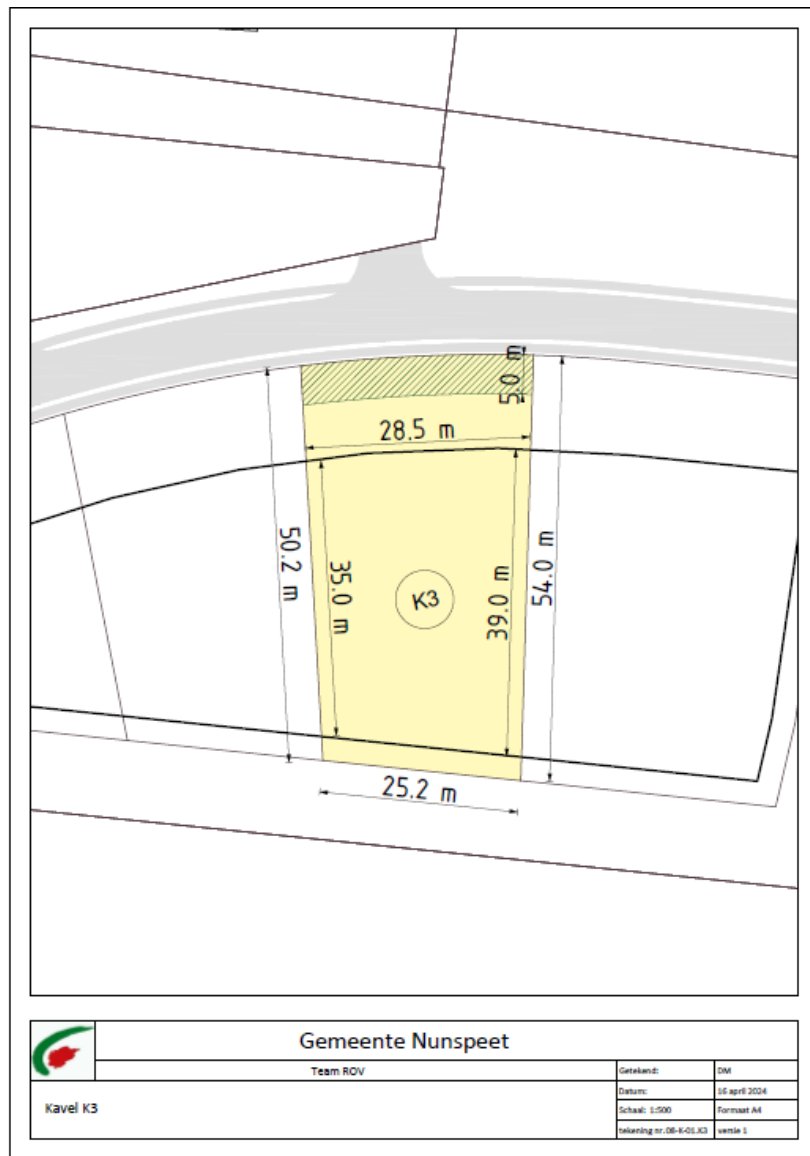 5.0 m
28.5 m
50.2 m
35.0 m
K3
39.0 m
54.0 m
25.2 m
Gemeente Nunspeet
Team ROV
Getekend: DM
Datum: 16 april 2024
Kavel K3
Schaal: 1:500 Formaat A4
tekening nr.08-K-01.K3 versie 1